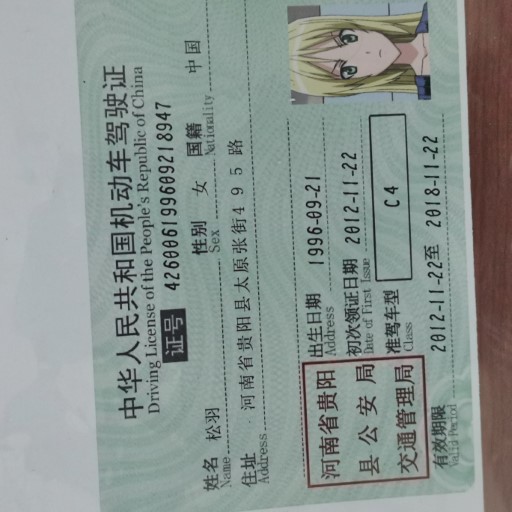 中华人民共和国机动车驾驶证
Driving License of the People's Republic of China
证号 426006199609218947
姓名 松羽 性别 女 国籍 中国
Name Sex Nationality
住址 河南省贵阳县太原张街495路
Address
出生日期 1996-09-21
Address
初次领证日期 2012-11-22
Date of First Issue
准驾车型 C4
Class
河南省贵阳
县公安局
交通管理局
有效期限 2012-11-22至 2018-11-22
Valid Period